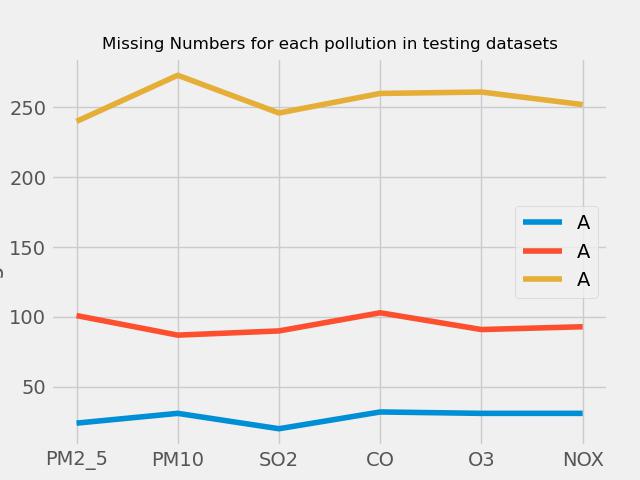 Missing Numbers for each pollution in testing datasets
250
200
150
100
50
A
A
A
PM2_5 PM10 SO2 CO O3 NOX